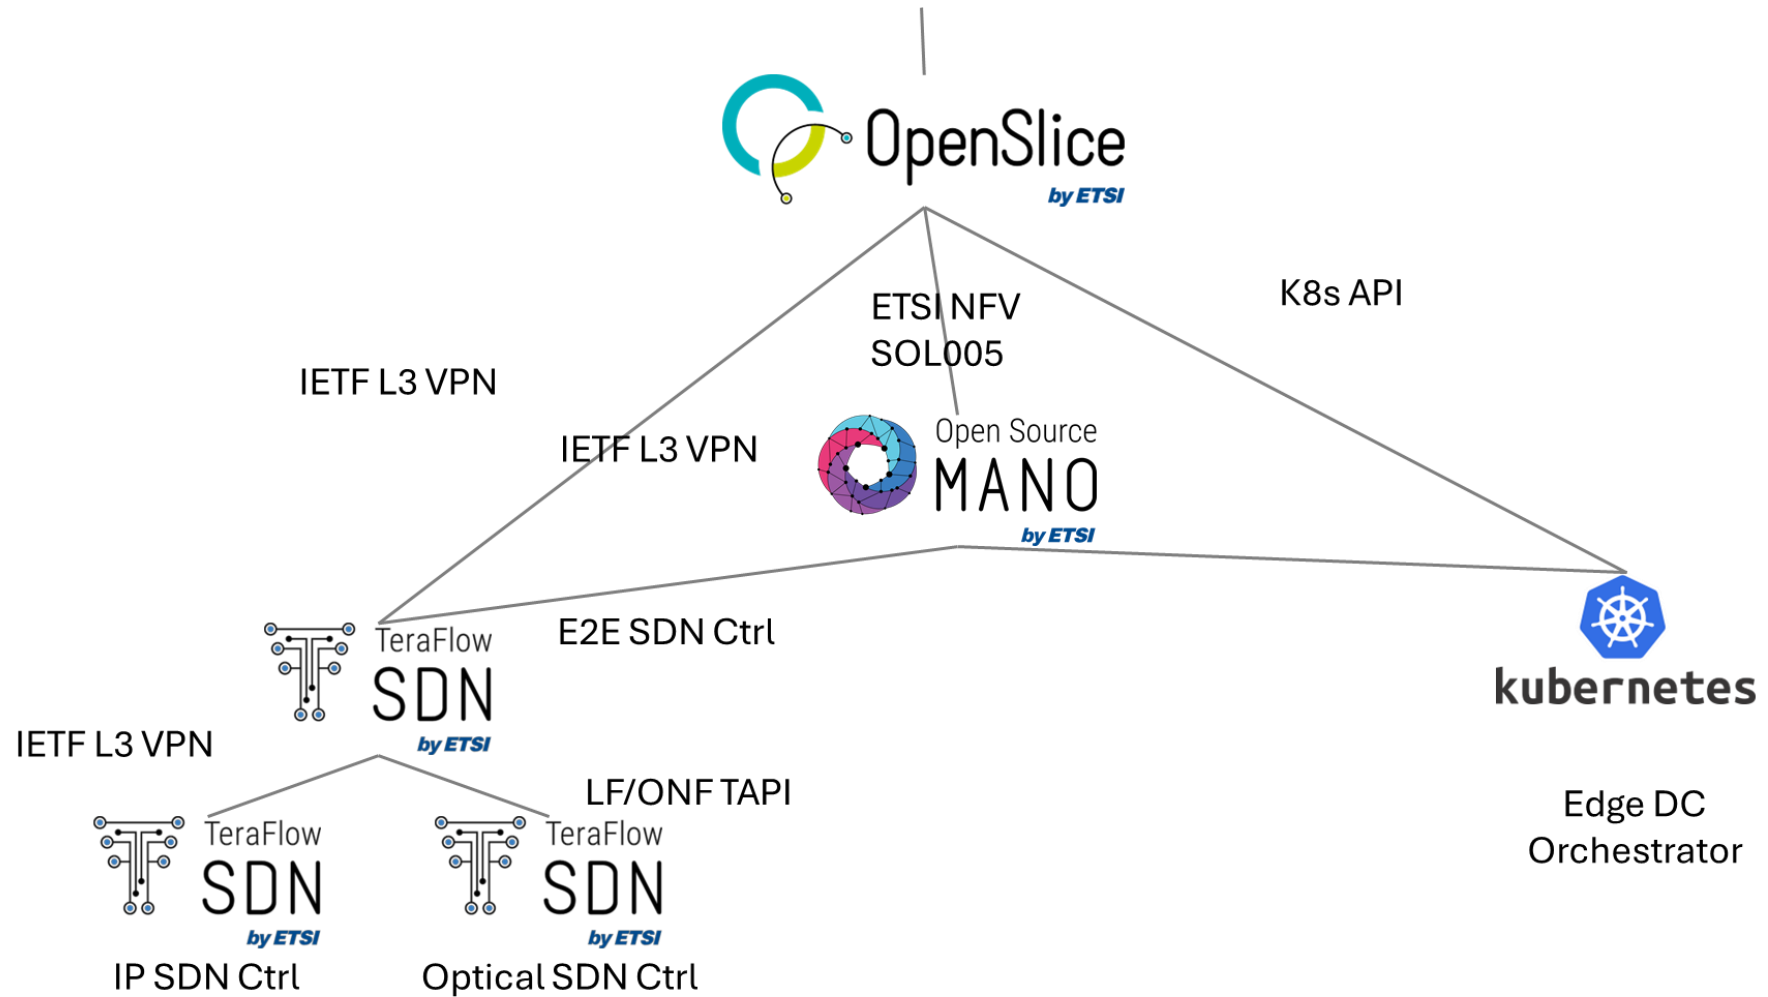 OpenSlice
by ETSI
K8s API
ETSI NFV
SOL005
IETF L3 VPN
IETF L3 VPN
Open Source
MANO
by ETSI
E2E SDN Ctrl
TeraFlow
SDN
by ETSI
kubernetes
IETF L3 VPN
LF/ONF TAPI
Edge DC
Orchestrator
TeraFlow
SDN
by ETSI
IP SDN Ctrl
TeraFlow
SDN
by ETSI
Optical SDN Ctrl